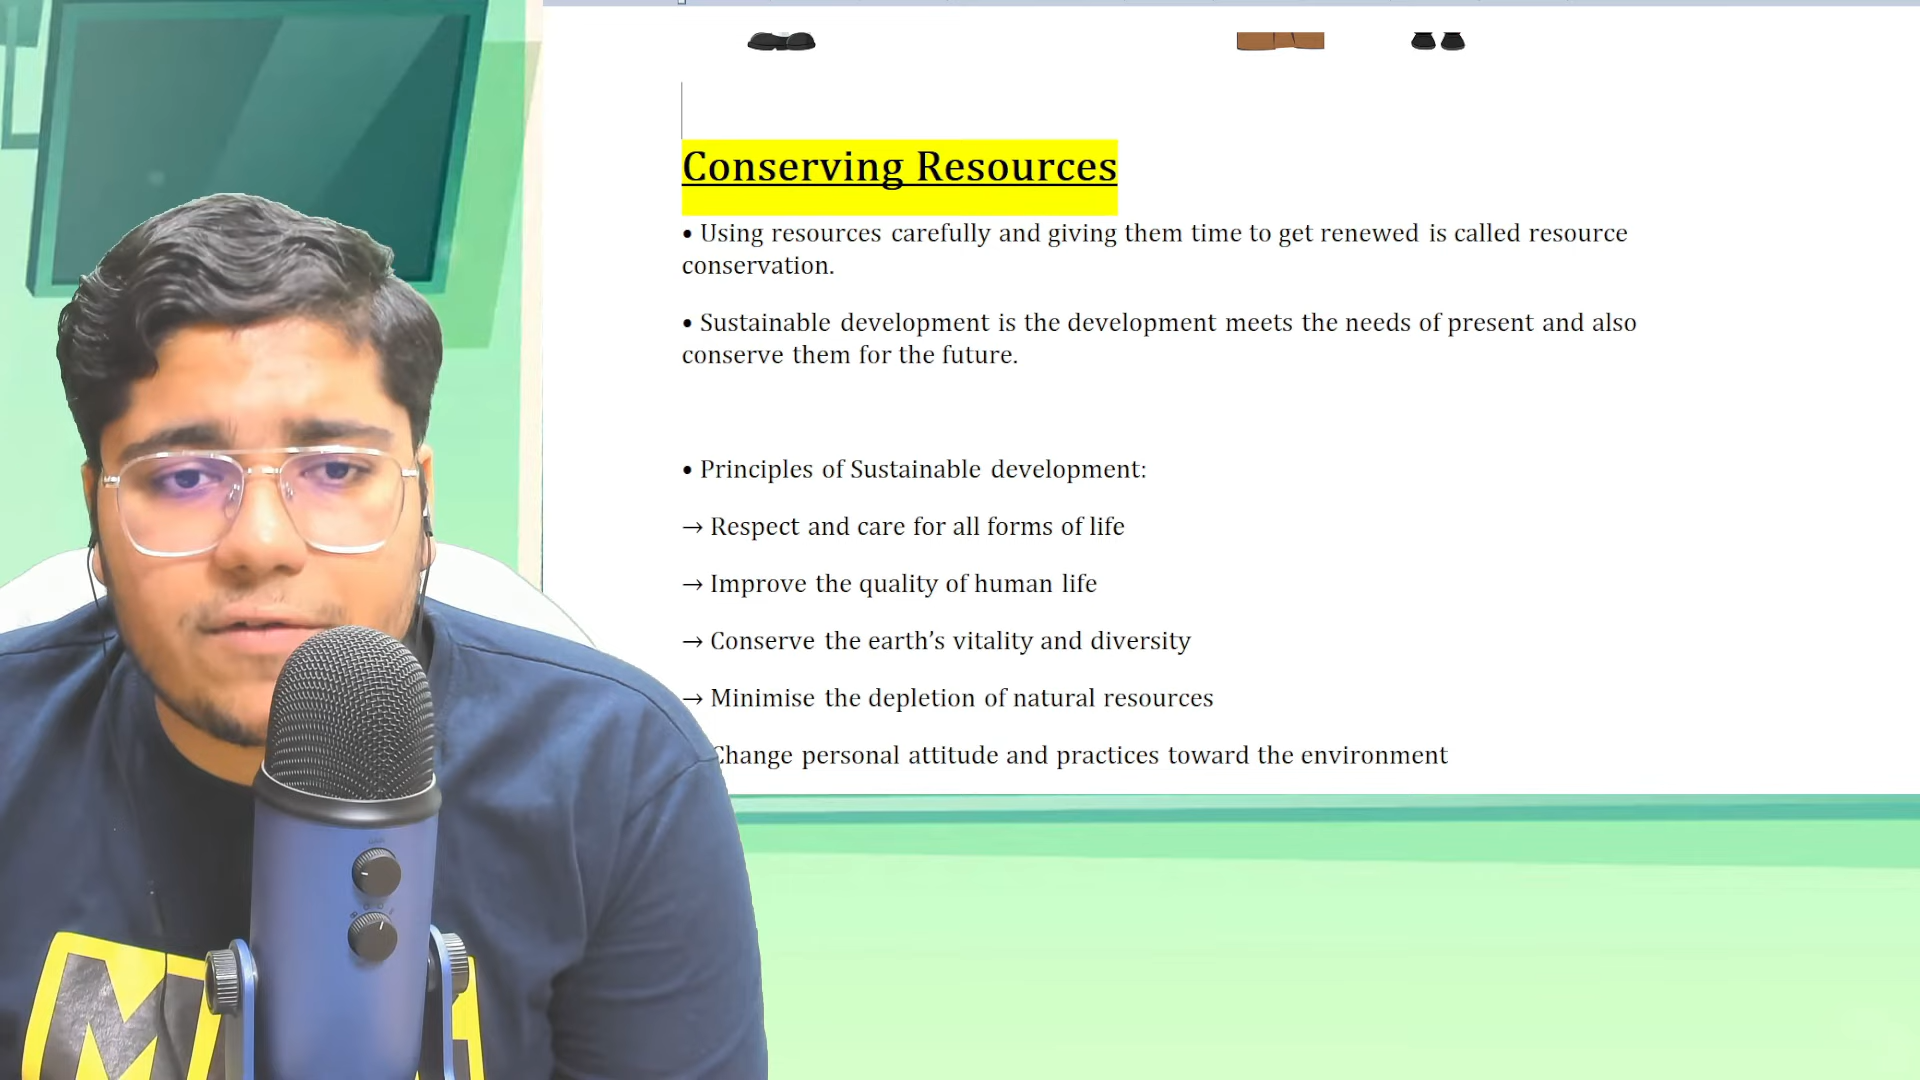 Conserving Resources
• Using resources carefully and giving them time to get renewed is called resource
conservation.
• Sustainable development is the development meets the needs of present and also
conserve them for the future.
• Principles of Sustainable development:
→ Respect and care for all forms of life
→ Improve the quality of human life
→ Conserve the earth’s vitality and diversity
→ Minimise the depletion of natural resources
Change personal attitude and practices toward the environment